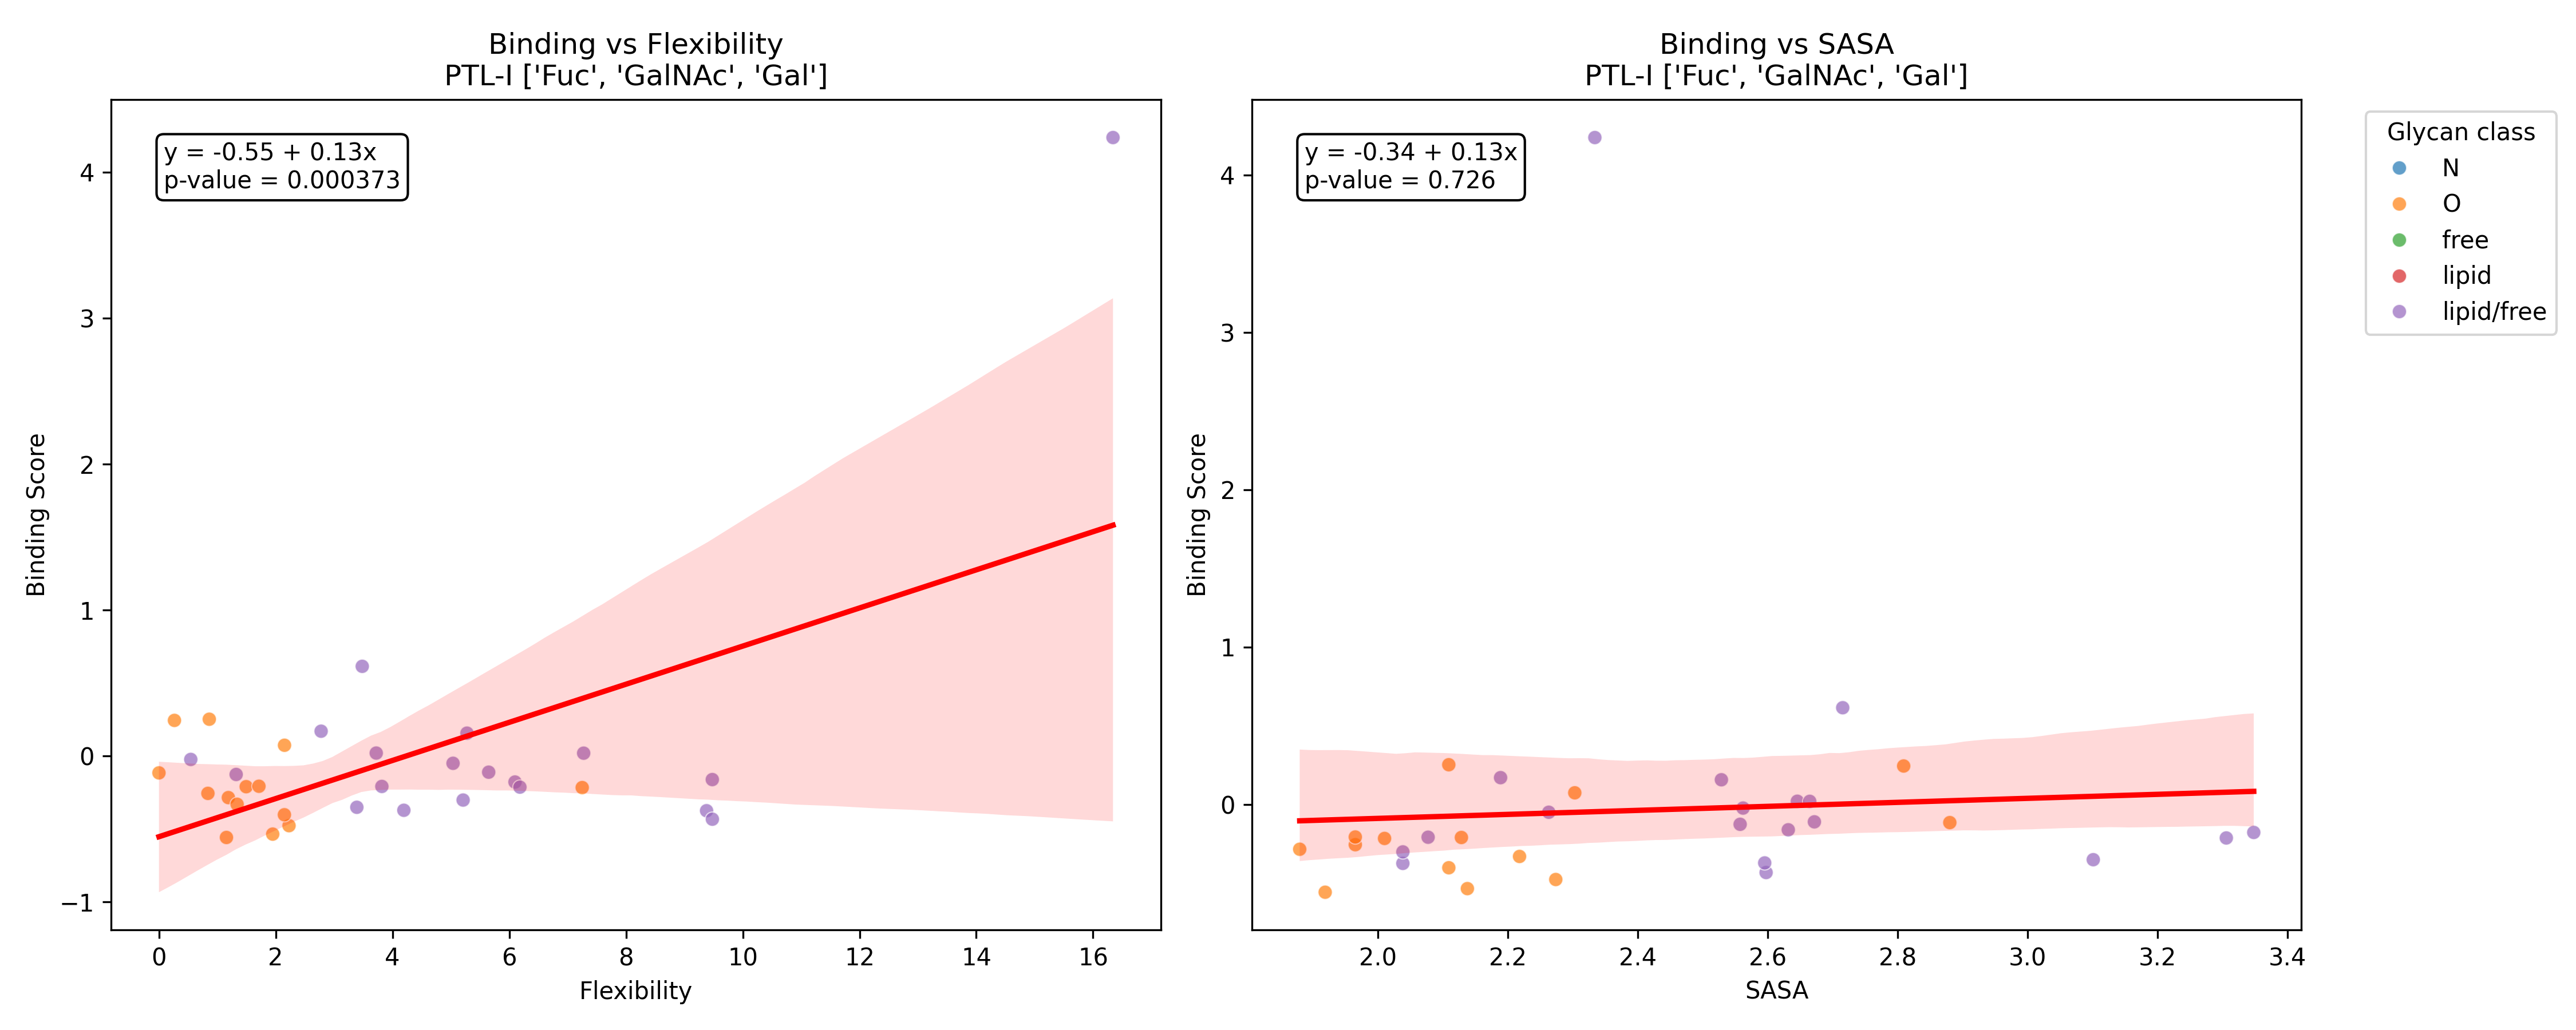 Binding vs Flexibility
PTL-I ['Fuc', 'GalNAc', 'Gal']
y = -0.55 + 0.13x
p-value = 0.000373
Binding Score
4
3
2
1
0
−1
0 2 4 6 8 10 12 14 16
Flexibility
Binding vs SASA
PTL-I ['Fuc', 'GalNAc', 'Gal']
y = -0.34 + 0.13x
p-value = 0.726
Binding Score
4
3
2
1
0
2.0 2.2 2.4 2.6 2.8 3.0 3.2 3.4
SASA
Glycan class
N
O
free
lipid
lipid/free